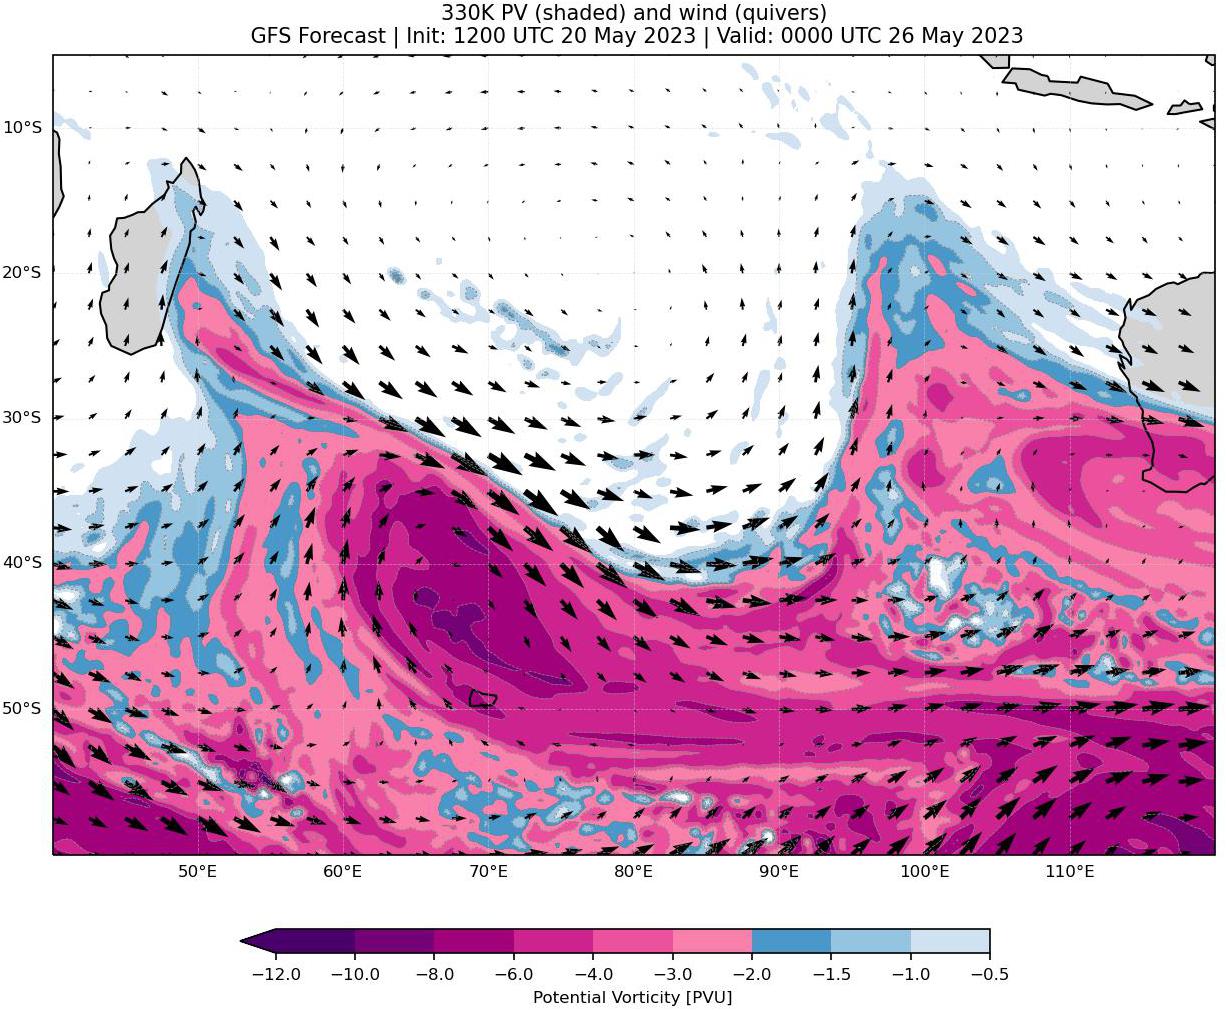 330K PV (shaded) and wind (quivers)
GFS Forecast | Init: 1200 UTC 20 May 2023 | Valid: 0000 UTC 26 May 2023
10°S
20°S
30°S
40°S
50°S
50°E 60°E 70°E 80°E 90°E 100°E 110°E
−12.0 −10.0 −8.0 −6.0 −4.0 −3.0 −2.0 −1.5 −1.0 −0.5
Potential Vorticity [PVU]